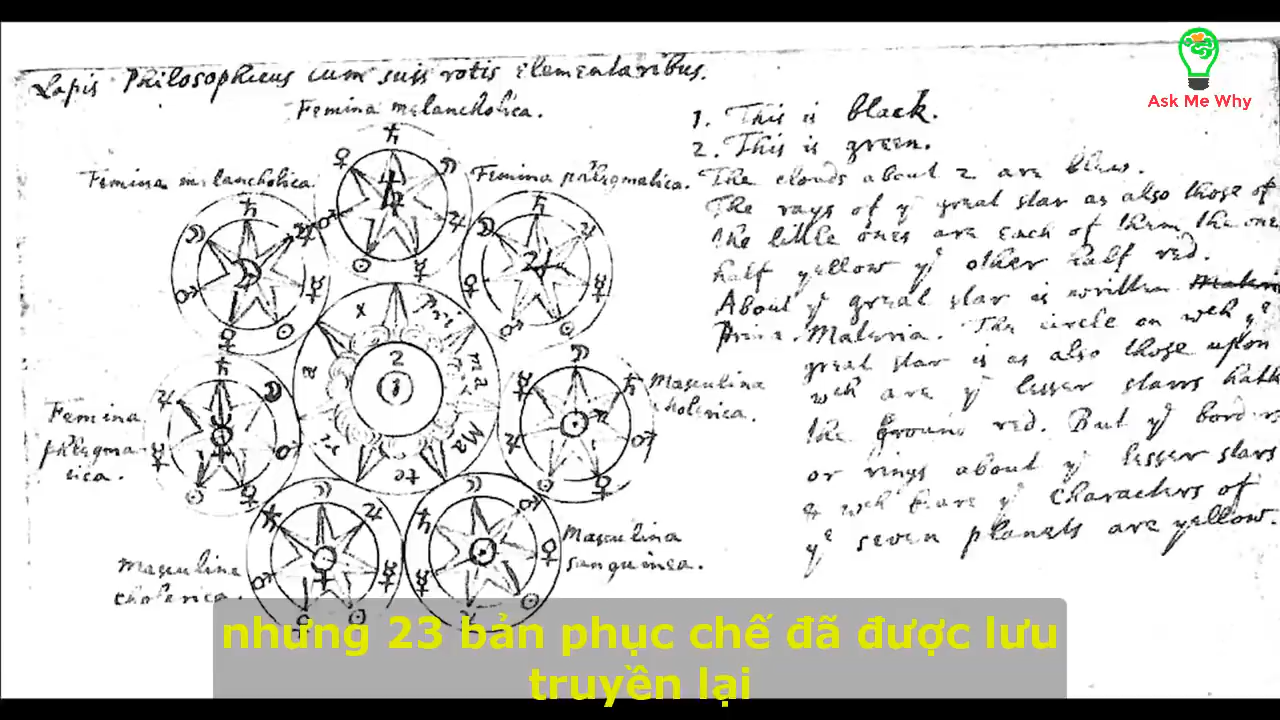 Ask Me Why
Lapis Philosophicus cum suis rotis elementaribus.
Femina melancholica.
Femina melancholica.
Femina phlegmatica.
Femina
phlegma-
tica.
Masculina
cholerica.
Masculina
sanguinea.
Masculina
cholerica.
2
1
1. This is black.
2. This is green.
The clouds about 2 are blew.
The rays of yᵉ great star as also those of
the little ones are each of them the one
half yellow yᵉ other half red.
About yᵉ great star is written
Prima Materia. The circle on wch yᵉ
great star is as also those upon
wch are yᵉ lesser starrs hath
the ground red. But yᵉ borders
or rings about yᵉ lesser stars
yᵉ characters of
yᵉ seven planets are yellow.
nhưng 23 bản phục chế đã được lưu
truyền lại